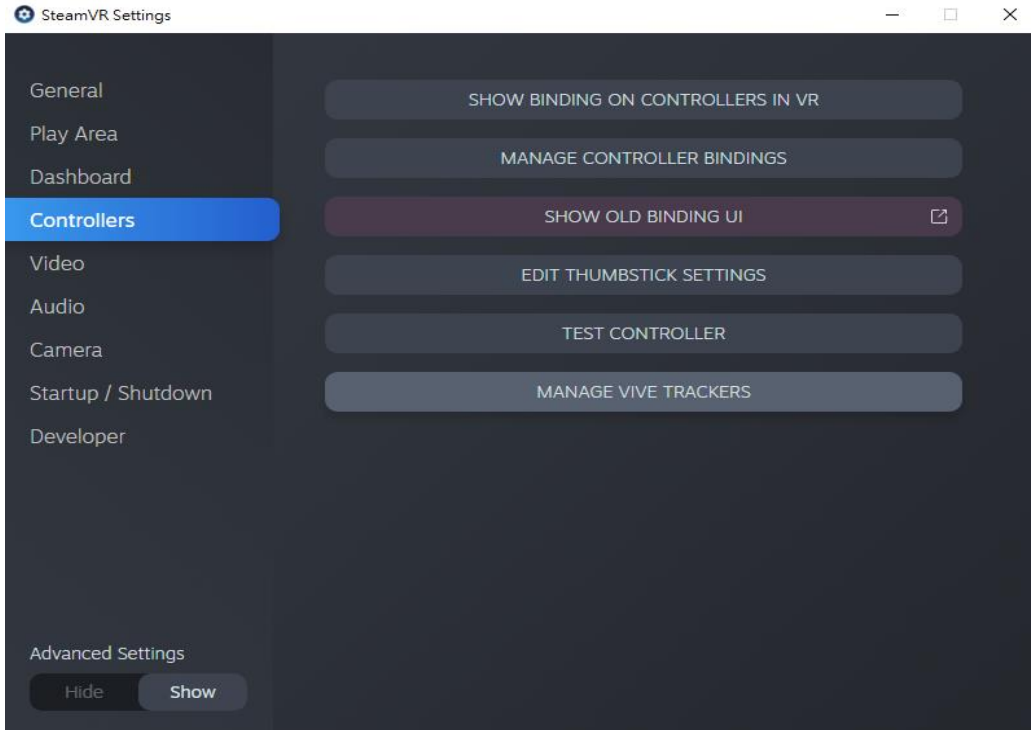 SteamVR Settings
General
Play Area
Dashboard
Controllers
Video
Audio
Camera
Startup / Shutdown
Developer
Advanced Settings
Hide Show
SHOW BINDING ON CONTROLLERS IN VR
MANAGE CONTROLLER BINDINGS
SHOW OLD BINDING UI
EDIT THUMBSTICK SETTINGS
TEST CONTROLLER
MANAGE VIVE TRACKERS